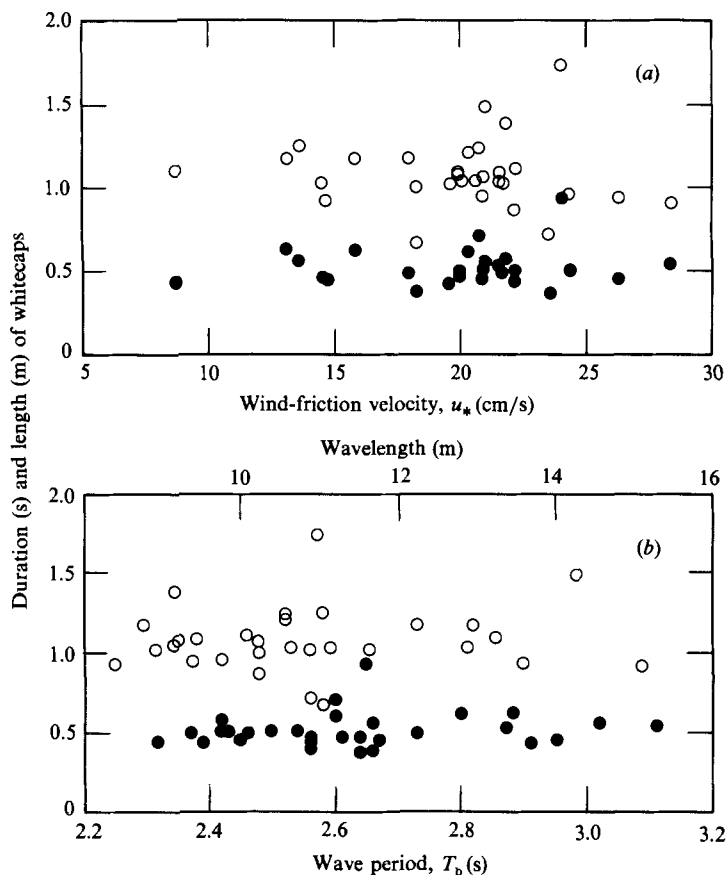 Duration (s) and length (m) of whitecaps
2.0
1.5
1.0
0.5
0
(a)
5 10 15 20 25 30
Wind-friction velocity, u* (cm/s)
Wavelength (m)
10 12 14 16
2.0
1.5
1.0
0.5
0
(b)
2.2 2.4 2.6 2.8 3.0 3.2
Wave period, Tb (s)